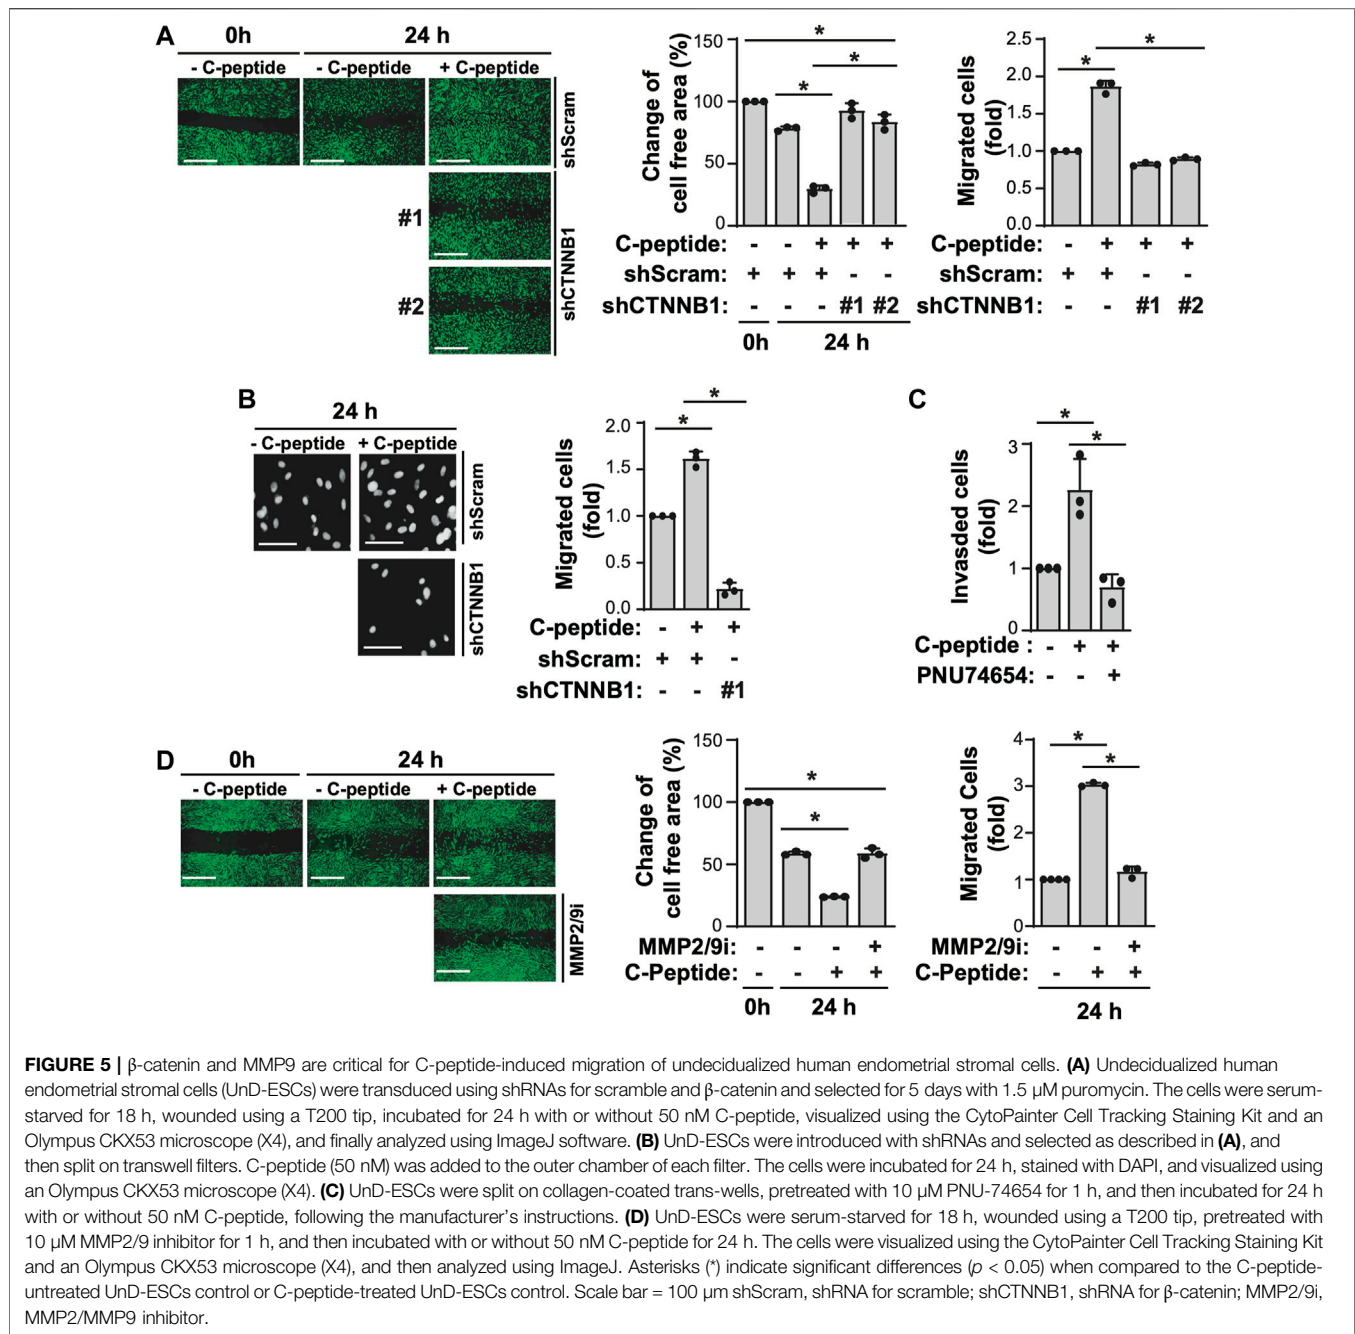 A
0h
24 h
- C-peptide
- C-peptide
+ C-peptide
shScram
#1
#2
shCTNNB1
Change of
cell free area (%)
150
100
50
0
*
*
*
C-peptide: - - + + +
shScram: + + + - -
shCTNNB1: - - - #1 #2
0h
24 h
Migrated cells
(fold)
2.5
2.0
1.5
1.0
0.5
0.0
*
*
C-peptide: - + + +
shScram: + + - -
shCTNNB1: - - #1 #2
B
24 h
- C-peptide
+ C-peptide
shScram
shCTNNB1
Migrated cells
(fold)
2.0
1.5
1.0
0.5
0.0
*
*
C-peptide: - + +
shScram: + + -
shCTNNB1: - - #1
C
Invasded cells
(fold)
3
2
1
0
*
*
C-peptide : - + +
PNU74654: - - +
D
0h
24 h
- C-peptide
- C-peptide
+ C-peptide
MMP2/9i
Change of
cell free area (%)
150
100
50
0
*
*
MMP2/9i: - - - +
C-Peptide: - - + +
0h
24 h
Migrated Cells
(fold)
4
3
2
1
0
*
*
MMP2/9i: - - +
C-Peptide: - + +
24 h
FIGURE 5 | β-catenin and MMP9 are critical for C-peptide-induced migration of undecidualized human endometrial stromal cells. (A) Undecidualized human
endometrial stromal cells (UnD-ESCs) were transduced using shRNAs for scramble and β-catenin and selected for 5 days with 1.5 µM puromycin. The cells were serum-
starved for 18 h, wounded using a T200 tip, incubated for 24 h with or without 50 nM C-peptide, visualized using the CytoPainter Cell Tracking Staining Kit and an
Olympus CKX53 microscope (X4), and finally analyzed using ImageJ software. (B) UnD-ESCs were introduced with shRNAs and selected as described in (A), and
then split on transwell filters. C-peptide (50 nM) was added to the outer chamber of each filter. The cells were incubated for 24 h, stained with DAPI, and visualized using
an Olympus CKX53 microscope (X4). (C) UnD-ESCs were split on collagen-coated trans-wells, pretreated with 10 µM PNU-74654 for 1 h, and then incubated for 24 h
with or without 50 nM C-peptide, following the manufacturer's instructions. (D) UnD-ESCs were serum-starved for 18 h, wounded using a T200 tip, pretreated with
10 µM MMP2/9 inhibitor for 1 h, and then incubated with or without 50 nM C-peptide for 24 h. The cells were visualized using the CytoPainter Cell Tracking Staining Kit
and an Olympus CKX53 microscope (X4), and then analyzed using ImageJ. Asterisks (*) indicate significant differences (p < 0.05) when compared to the C-peptide-
untreated UnD-ESCs control or C-peptide-treated UnD-ESCs control. Scale bar = 100 µm shScram, shRNA for scramble; shCTNNB1, shRNA for β-catenin; MMP2/9i,
MMP2/MMP9 inhibitor.